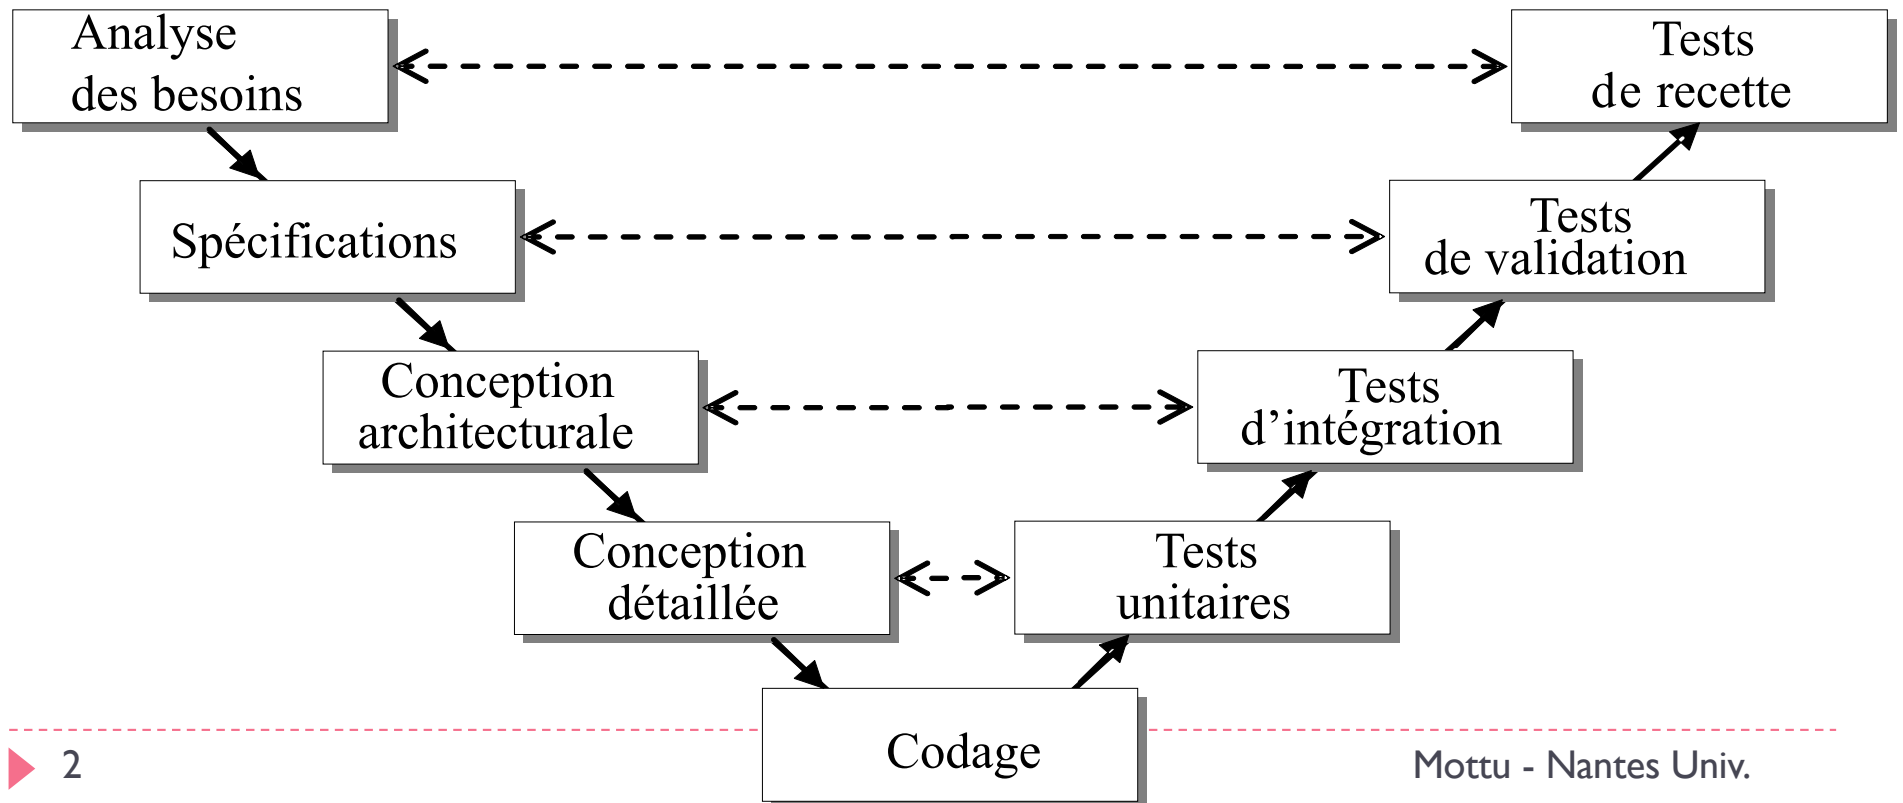 Analyse
des besoins
Tests
de recette
Spécifications
Tests
de validation
Conception
architecturale
Tests
d’intégration
Conception
détaillée
Tests
unitaires
Codage
2
Mottu - Nantes Univ.